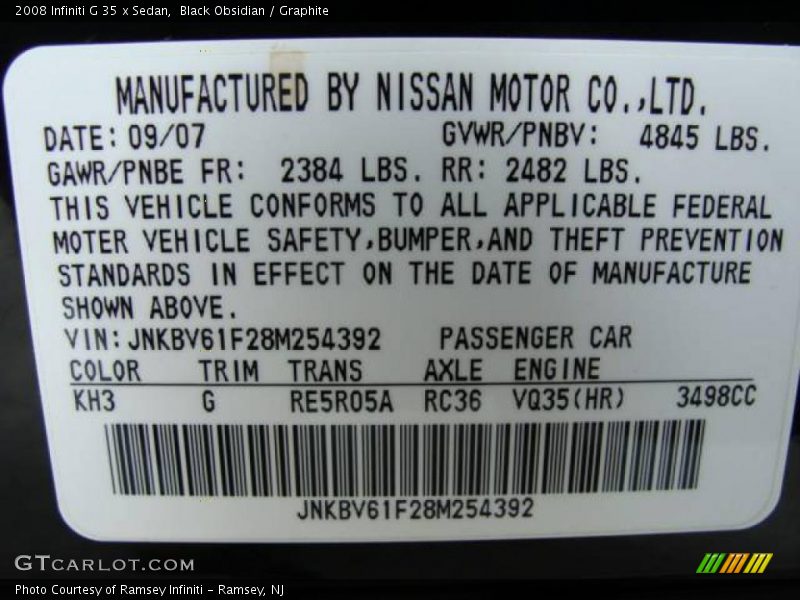 2008 Infiniti G 35 x Sedan,  Black Obsidian / Graphite
MANUFACTURED BY NISSAN MOTOR CO.,LTD.
DATE: 09/07 GVWR/PNBV: 4845 LBS.
GAWR/PNBE FR: 2384 LBS. RR: 2482 LBS.
THIS VEHICLE CONFORMS TO ALL APPLICABLE FEDERAL
MOTER VEHICLE SAFETY,BUMPER,AND THEFT PREVENTION
STANDARDS IN EFFECT ON THE DATE OF MANUFACTURE
SHOWN ABOVE.
VIN: JNKBV61F28M254392 PASSENGER CAR
COLOR TRIM TRANS AXLE ENGINE
KH3 G RE5R05A RC36 VQ35(HR) 3498CC
JNKBV61F28M254392
GTCARLOT.COM
Photo Courtesy of Ramsey Infiniti - Ramsey, NJ